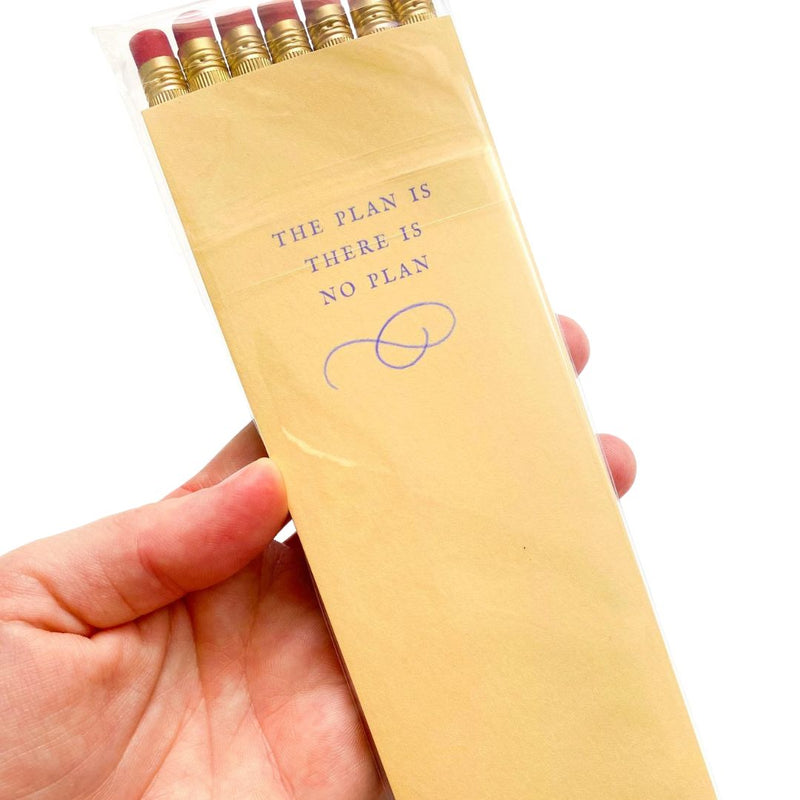 THE PLAN IS
THERE IS
NO PLAN